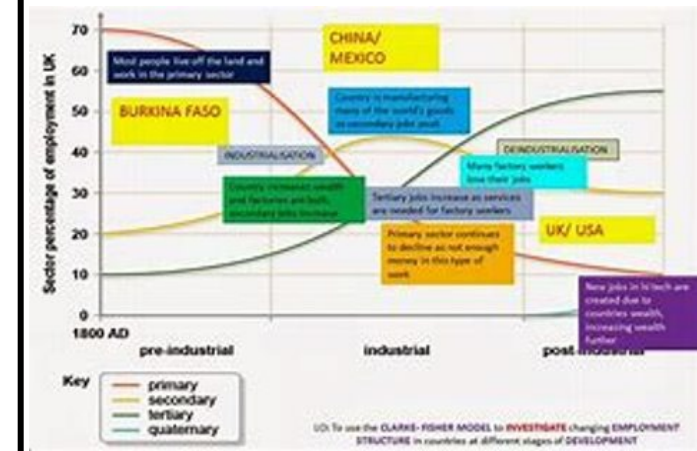 Sector percentage of employment in UK
70
60
50
40
30
20
10
0
Most people live off the land and
work in the primary sector
CHINA/
MEXICO
BURKINA FASO
Country is manufacturing
many of the world's goods
so secondary jobs peak
INDUSTRIALISATION
DEINDUSTRIALISATION
Many factory workers
lose their jobs
Country increases wealth
and factories are built,
secondary jobs increase
Tertiary jobs increase as services
are needed for factory workers
Primary sector continues
to decline as not enough
money in this type of
work
UK/ USA
New jobs in hi tech are
created due to
countries wealth,
increasing wealth
further
1800 AD
pre-industrial
industrial
post-industrial
Key
primary
secondary
tertiary
quaternary
LO: To use the CLARKE- FISHER MODEL to INVESTIGATE changing EMPLOYMENT
STRUCTURE in countries at different stages of DEVELOPMENT